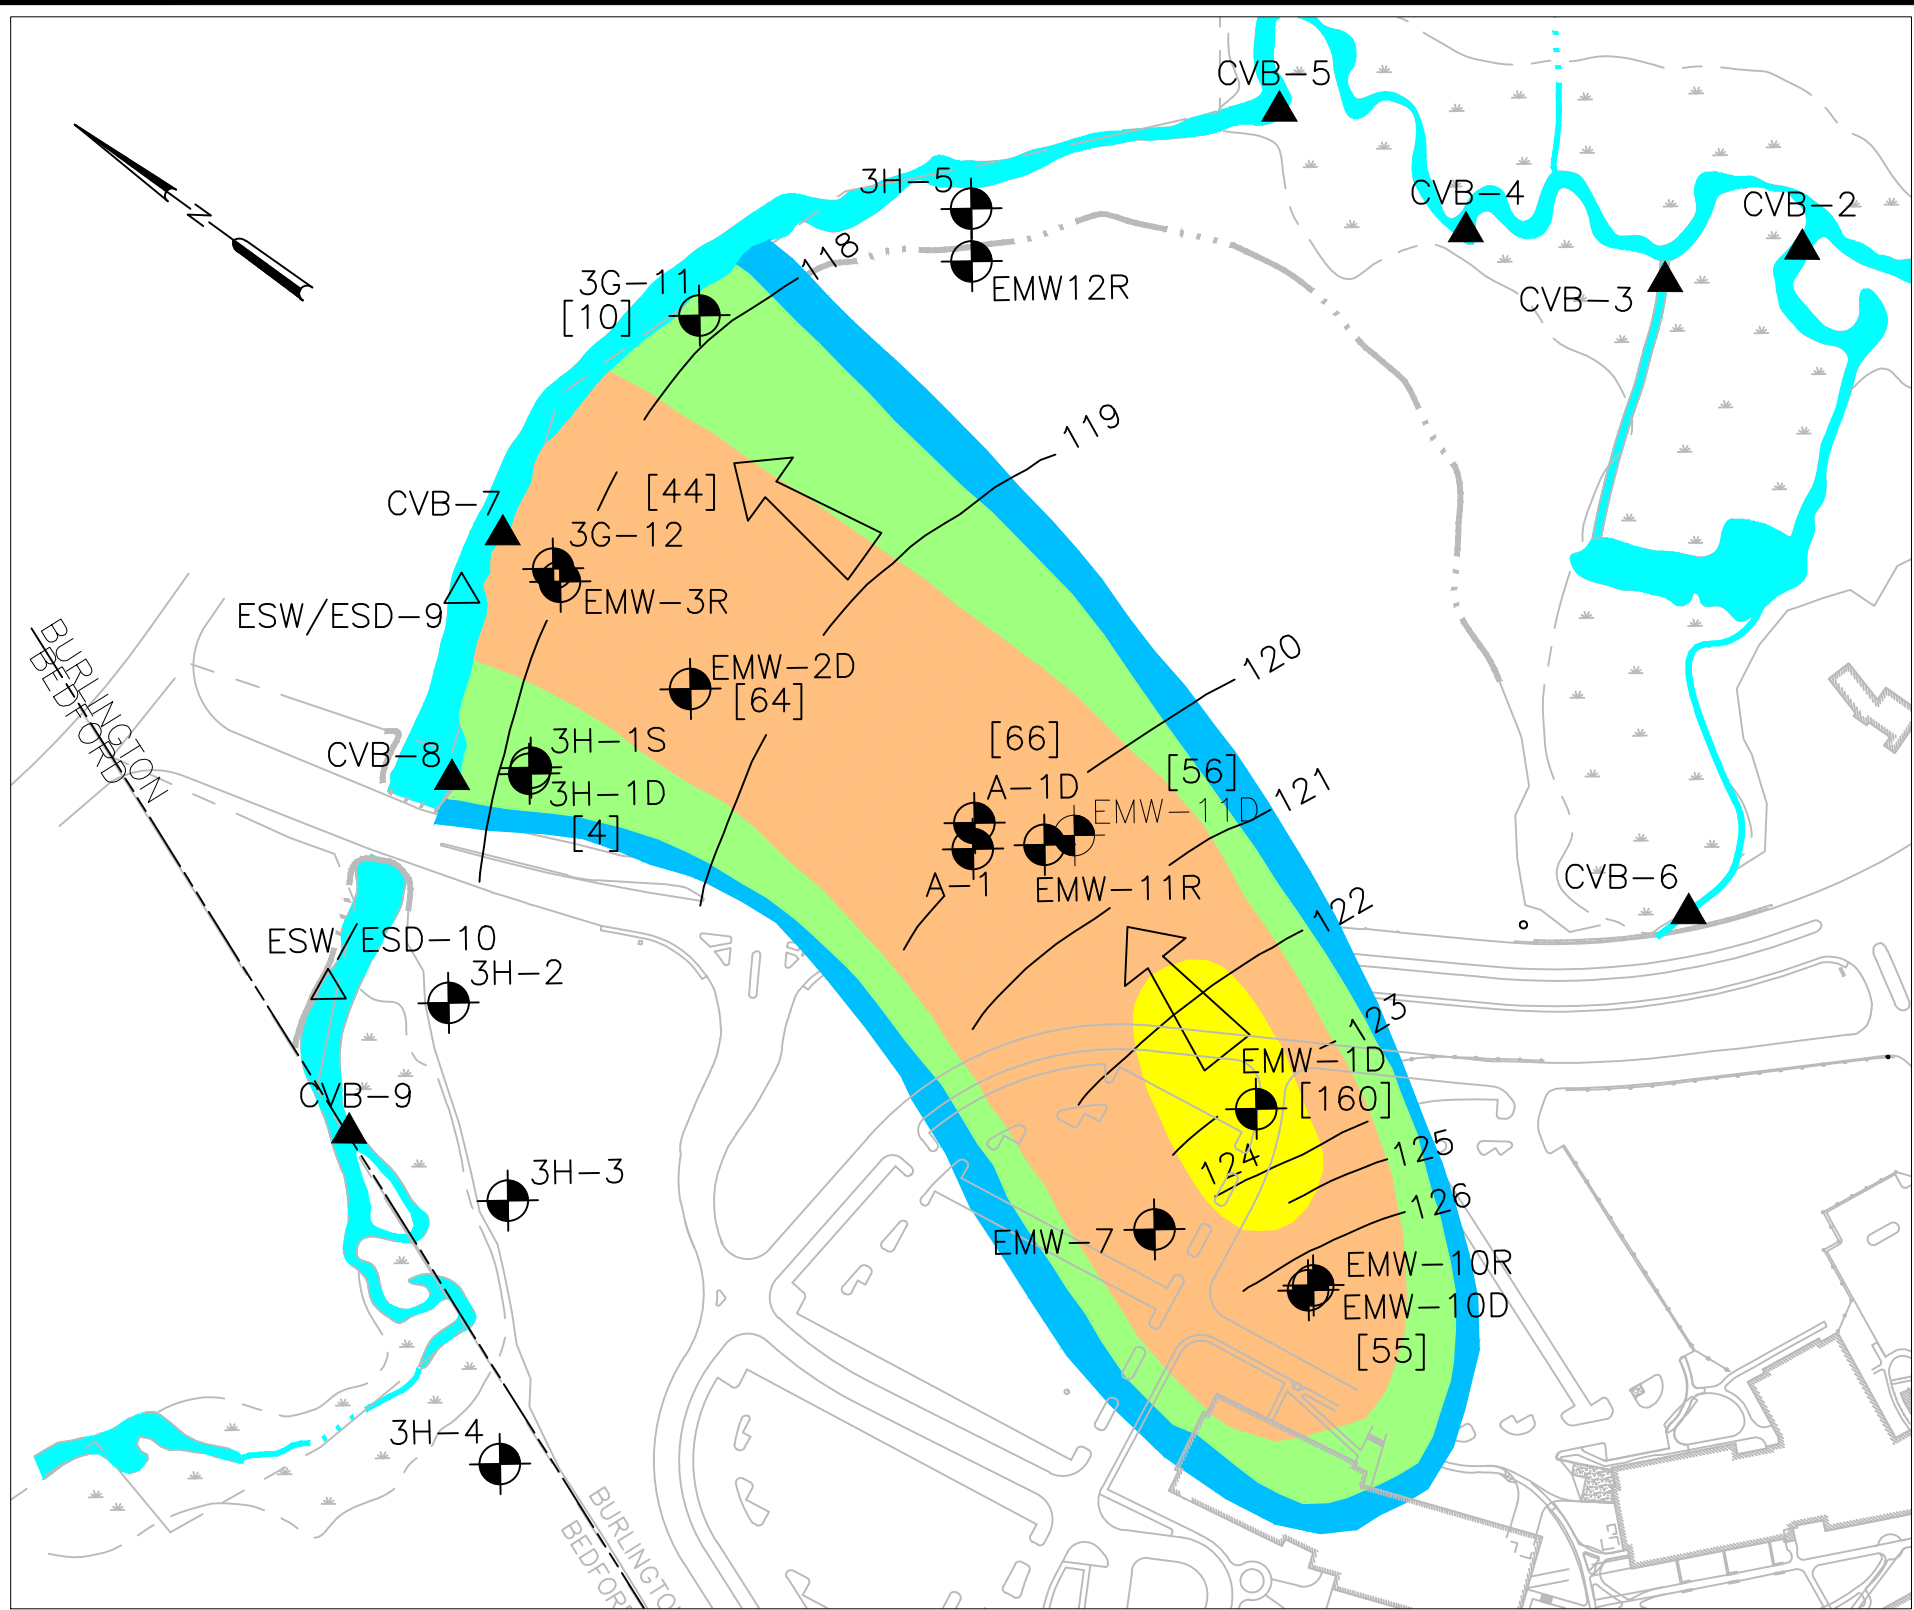 CVB-5
3H-5
CVB-4
CVB-2
N
118
3G-11
[10]
EMW12R
CVB-3
119
CVB-7
[44]
3G-12
EMW-3R
ESW/ESD-9
BURLINGTON
BEDFORD
EMW-2D
[64]
120
3H-1S
CVB-8
3H-1D
[4]
[66]
A-1D
[56]
EMW-11D
121
A-1
EMW-11R
CVB-6
122
ESW/ESD-10
3H-2
123
EMW-1D
[160]
CVB-9
124
125
126
3H-3
EMW-7
EMW-10R
EMW-10D
[55]
3H-4
BURLINGTON
BEDFORD